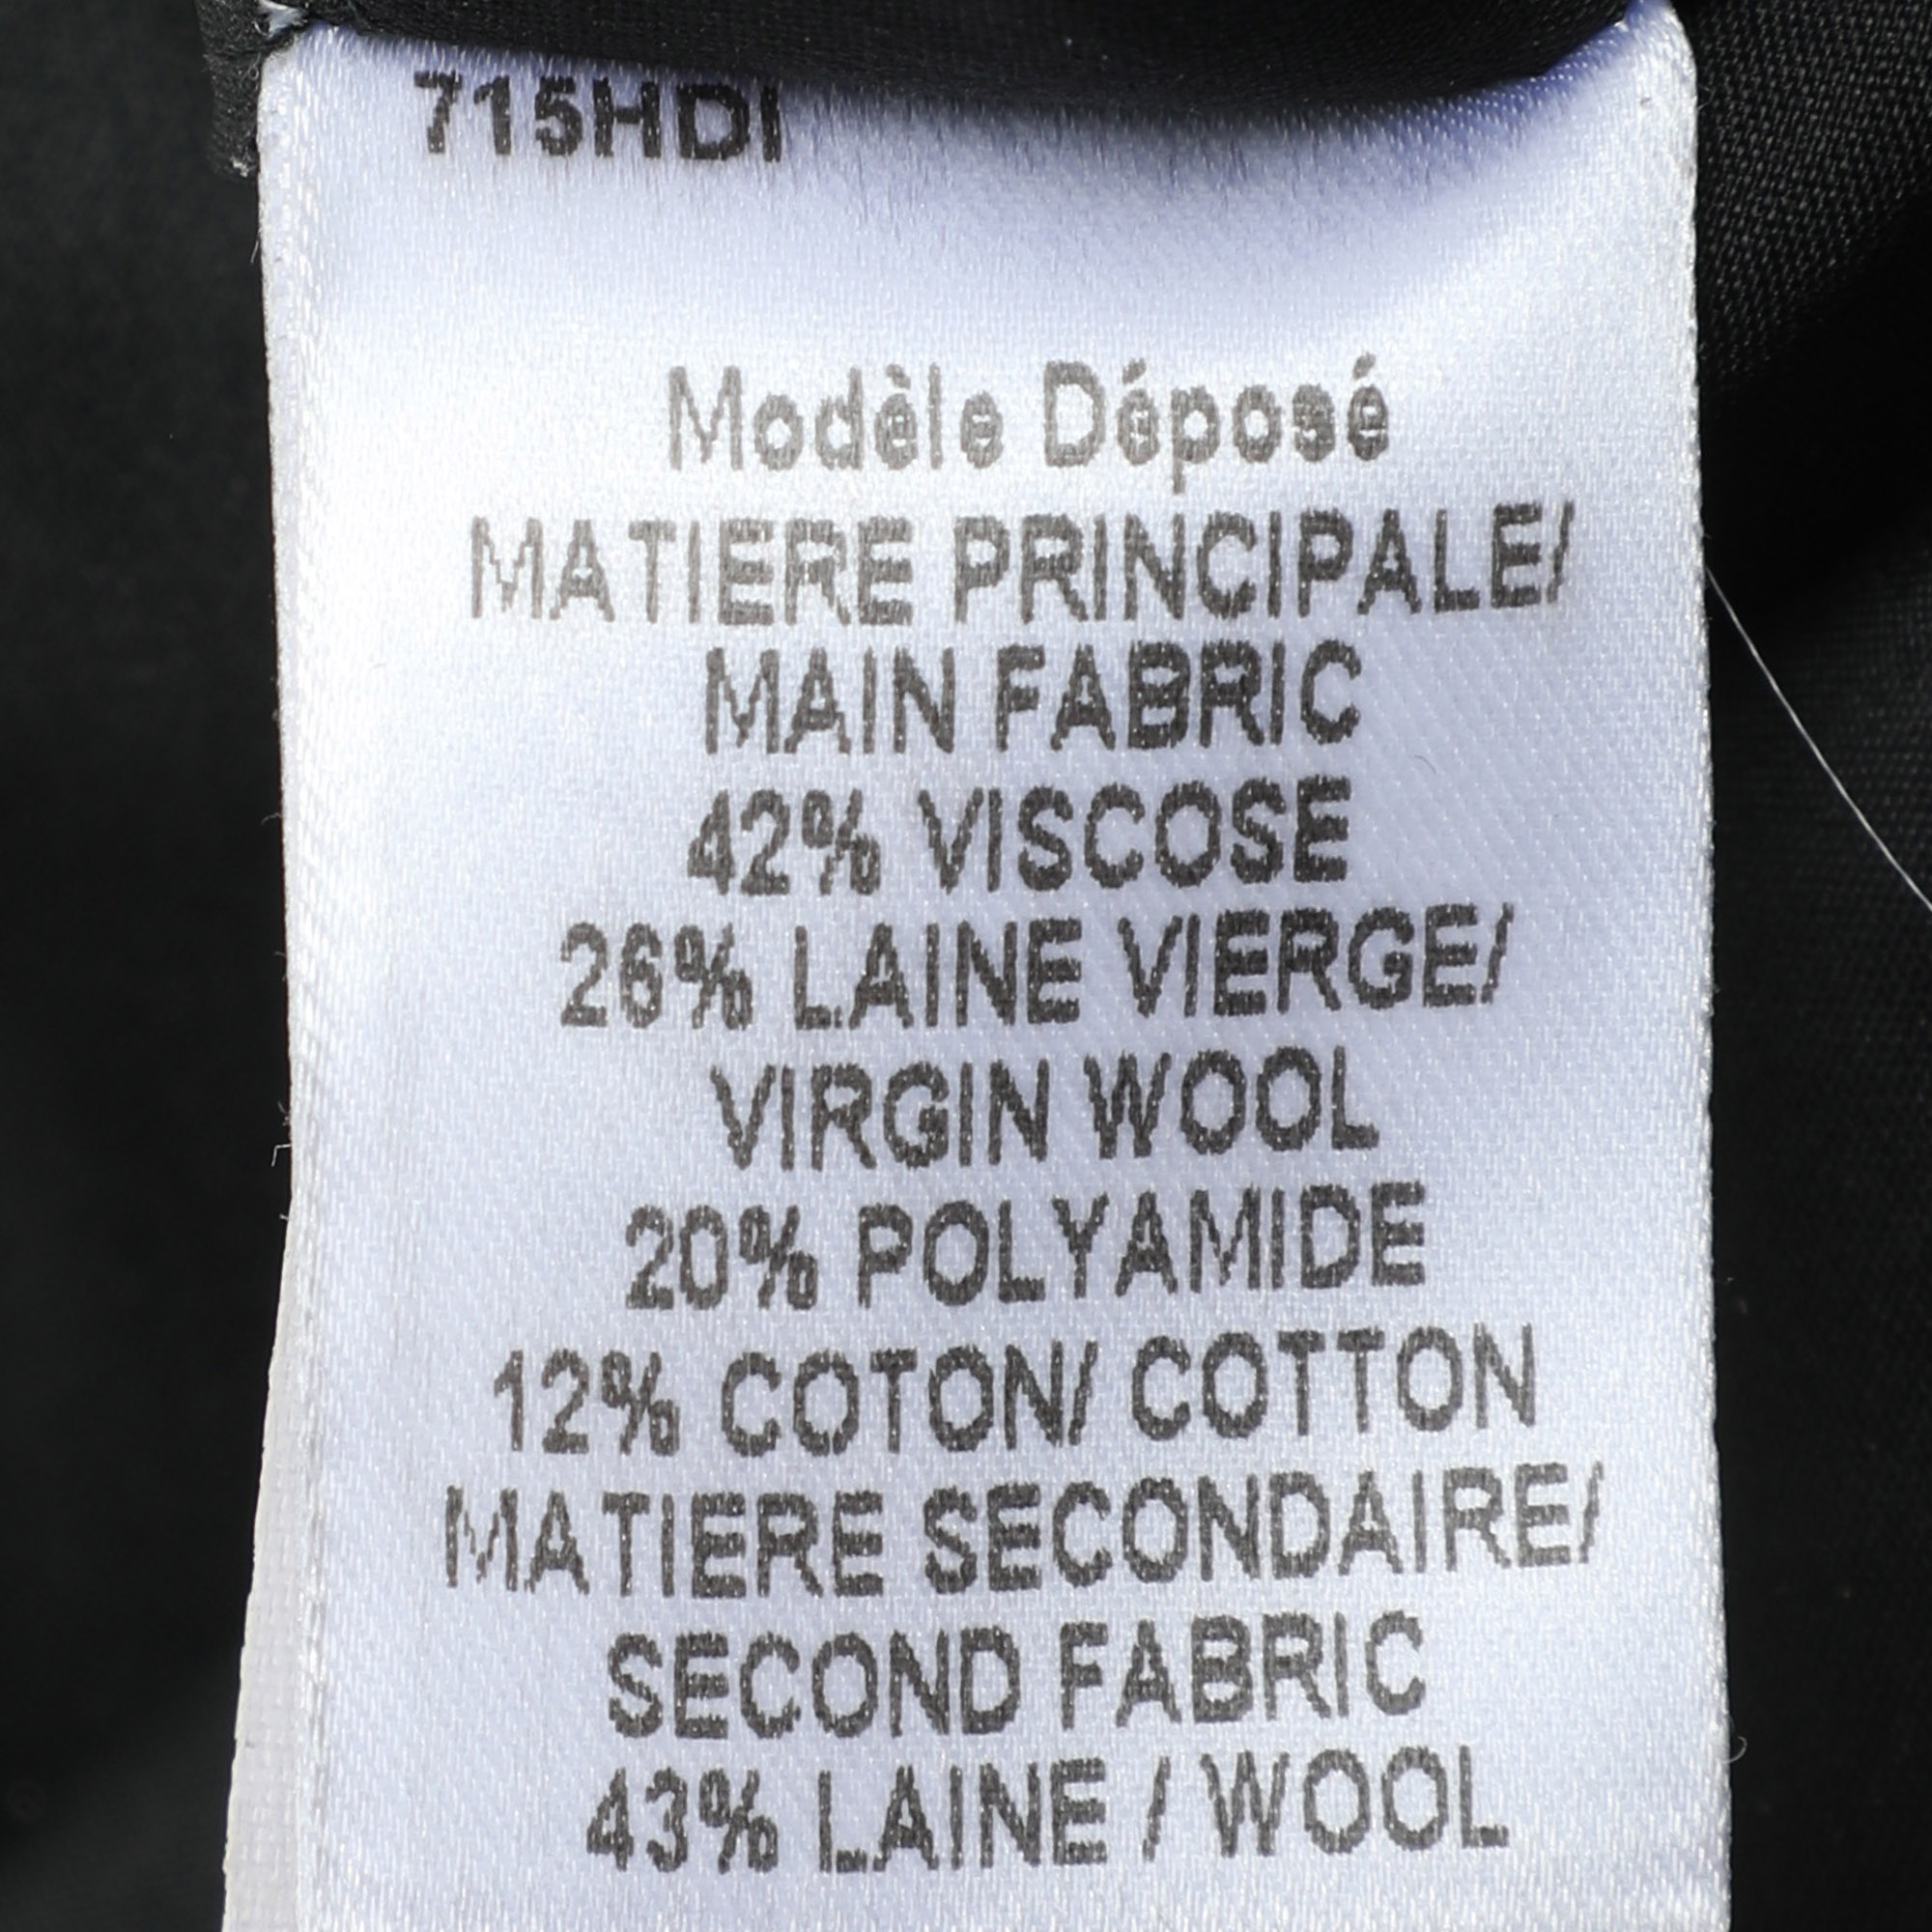 715HDI
Modèle Déposé
MATIERE PRINCIPALE/
MAIN FABRIC
42% VISCOSE
26% LAINE VIERGE/
VIRGIN WOOL
20% POLYAMIDE
12% COTON/ COTTON
MATIERE SECONDAIRE/
SECOND FABRIC
43% LAINE / WOOL